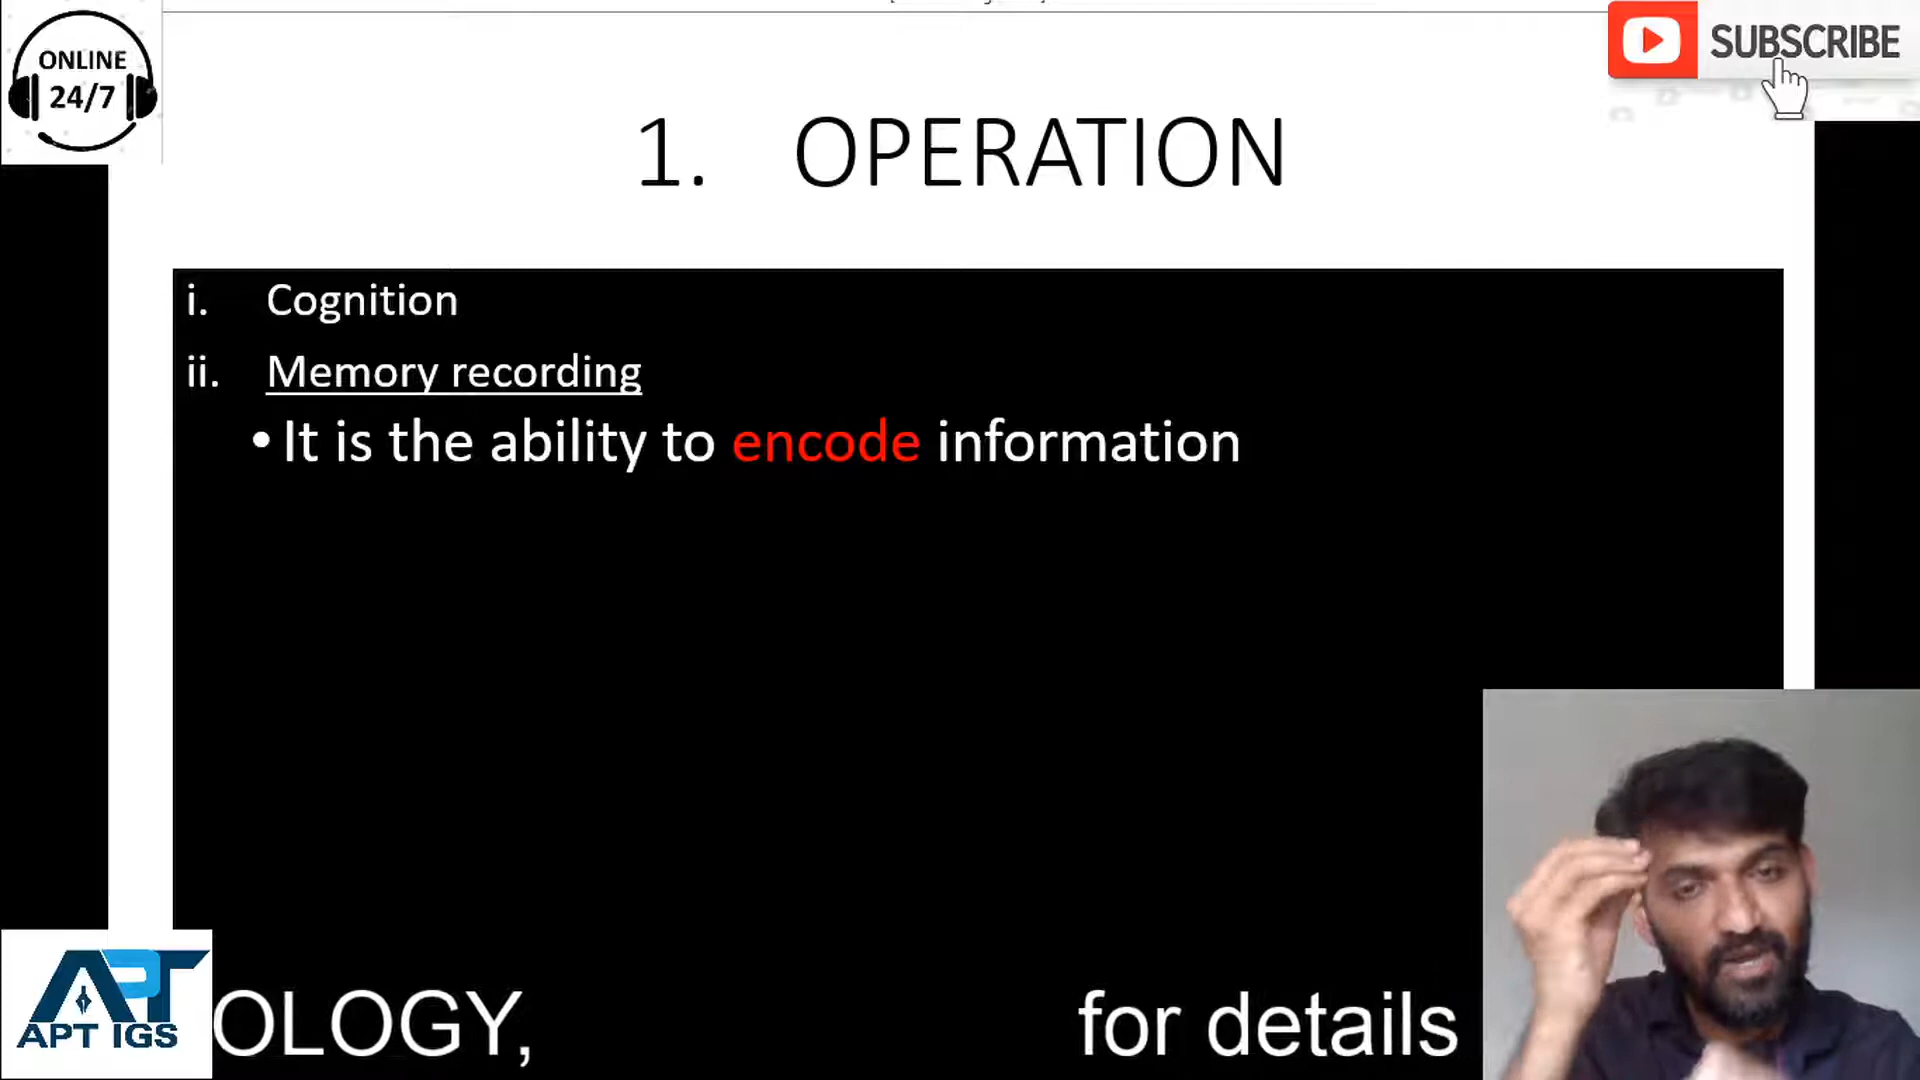 ONLINE
24/7
SUBSCRIBE
1. OPERATION
i. Cognition
ii. Memory recording
• It is the ability to encode information
APT IGS
OLOGY, for details